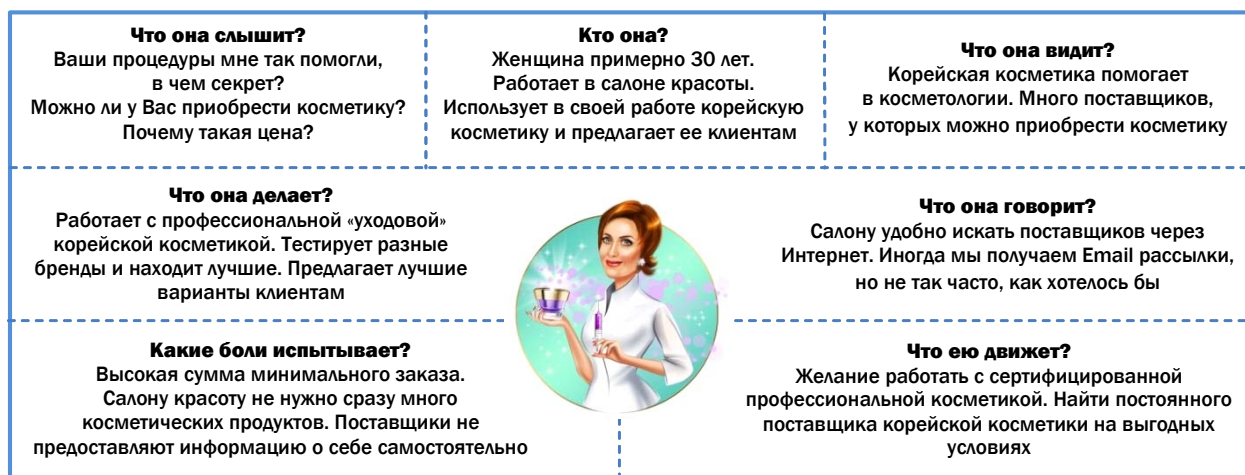 Что она слышит?
Ваши процедуры мне так помогли,
в чем секрет?
Можно ли у Вас приобрести косметику?
Почему такая цена?
Кто она?
Женщина примерно 30 лет.
Работает в салоне красоты.
Использует в своей работе корейскую
косметику и предлагает ее клиентам
Что она видит?
Корейская косметика помогает
в косметологии. Много поставщиков,
у которых можно приобрести косметику
Что она делает?
Работает с профессиональной «уходовой»
корейской косметикой. Тестирует разные
бренды и находит лучшие. Предлагает лучшие
варианты клиентам
Что она говорит?
Салону удобно искать поставщиков через
Интернет. Иногда мы получаем Email рассылки,
но не так часто, как хотелось бы
Какие боли испытывает?
Высокая сумма минимального заказа.
Салону красоту не нужно сразу много
косметических продуктов. Поставщики не
предоставляют информацию о себе самостоятельно
Что ею движет?
Желание работать с сертифицированной
профессиональной косметикой. Найти постоянного
поставщика корейской косметики на выгодных
условиях